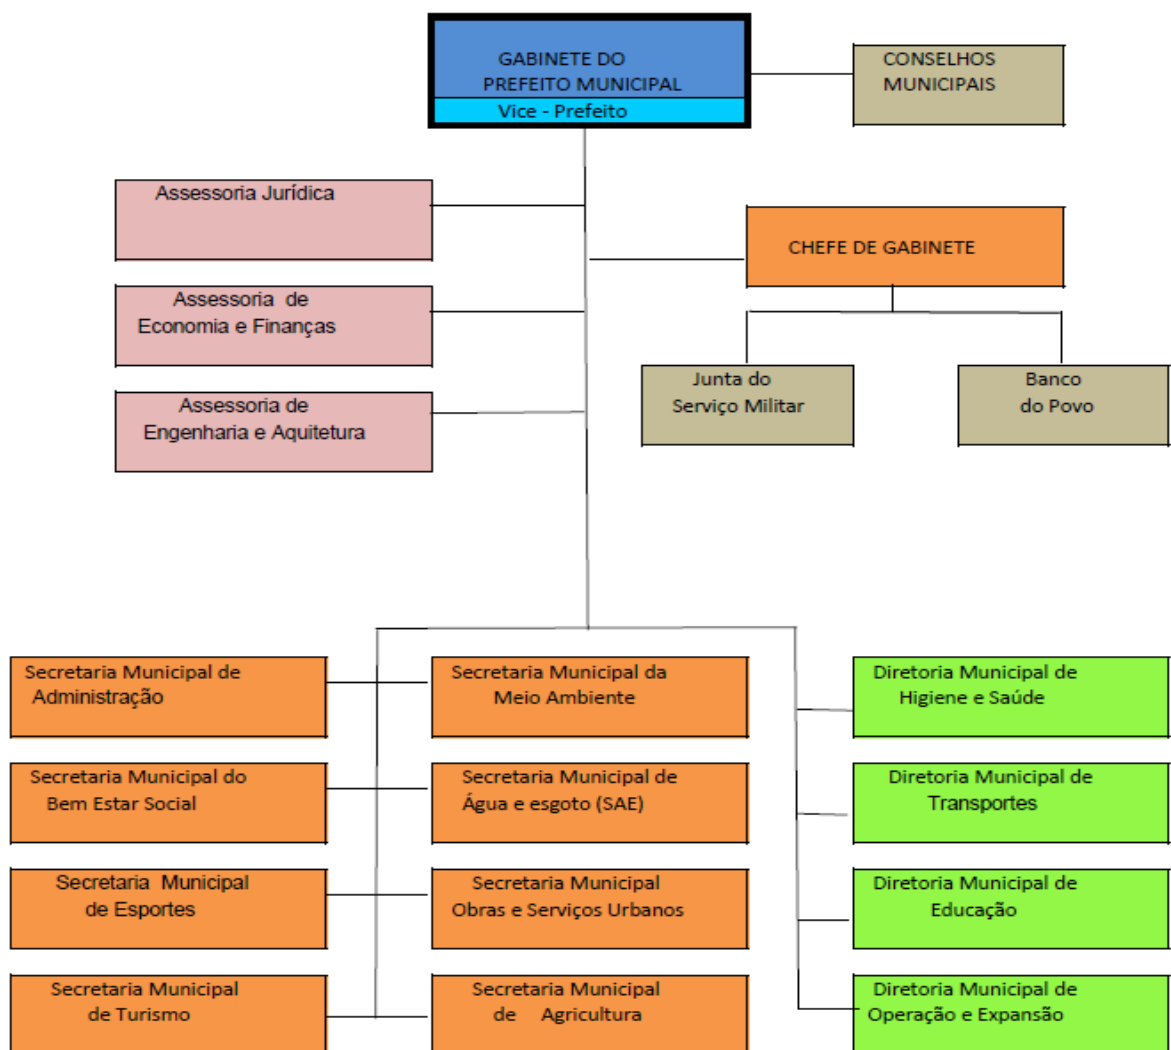 GABINETE DO
PREFEITO MUNICIPAL
Vice - Prefeito
CONSELHOS
MUNICIPAIS
Assessoria Jurídica
CHEFE DE GABINETE
Assessoria de
Economia e Finanças
Junta do
Serviço Militar
Banco
do Povo
Assessoria de
Engenharia e Aquitetura
Secretaria Municipal de
Administração
Secretaria Municipal da
Meio Ambiente
Diretoria Municipal de
Higiene e Saúde
Secretaria Municipal do
Bem Estar Social
Secretaria Municipal de
Água e esgoto (SAE)
Diretoria Municipal de
Transportes
Secretaria Municipal
de Esportes
Secretaria Municipal
Obras e Serviços Urbanos
Diretoria Municipal de
Educação
Secretaria Municipal
de Turismo
Secretaria Municipal
de Agricultura
Diretoria Municipal de
Operação e Expansão